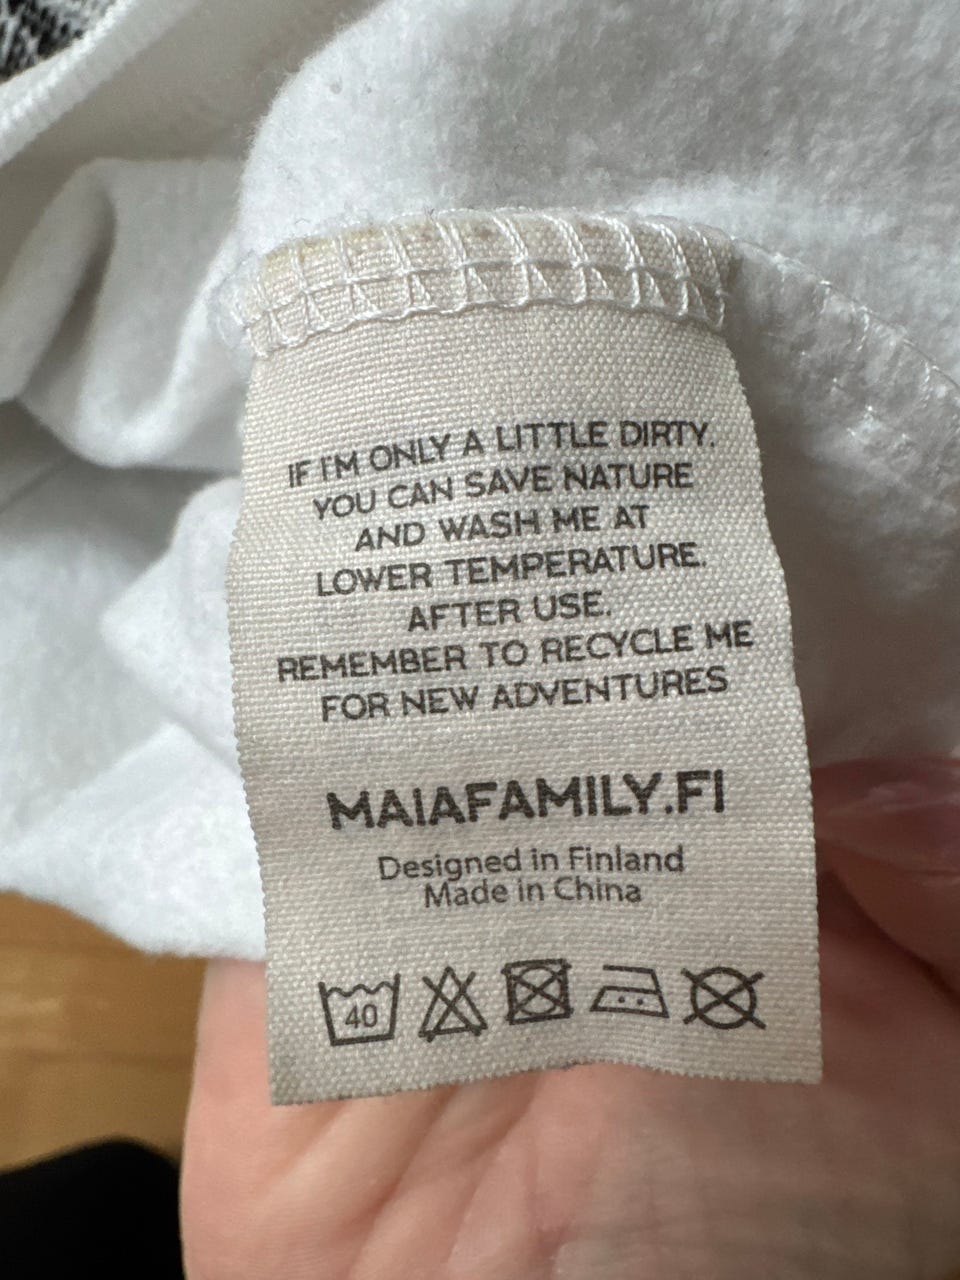 IF I'M ONLY A LITTLE DIRTY,
YOU CAN SAVE NATURE
AND WASH ME AT
LOWER TEMPERATURE.
AFTER USE,
REMEMBER TO RECYCLE ME
FOR NEW ADVENTURES
MAIAFAMILY.FI
Designed in Finland
Made in China
40